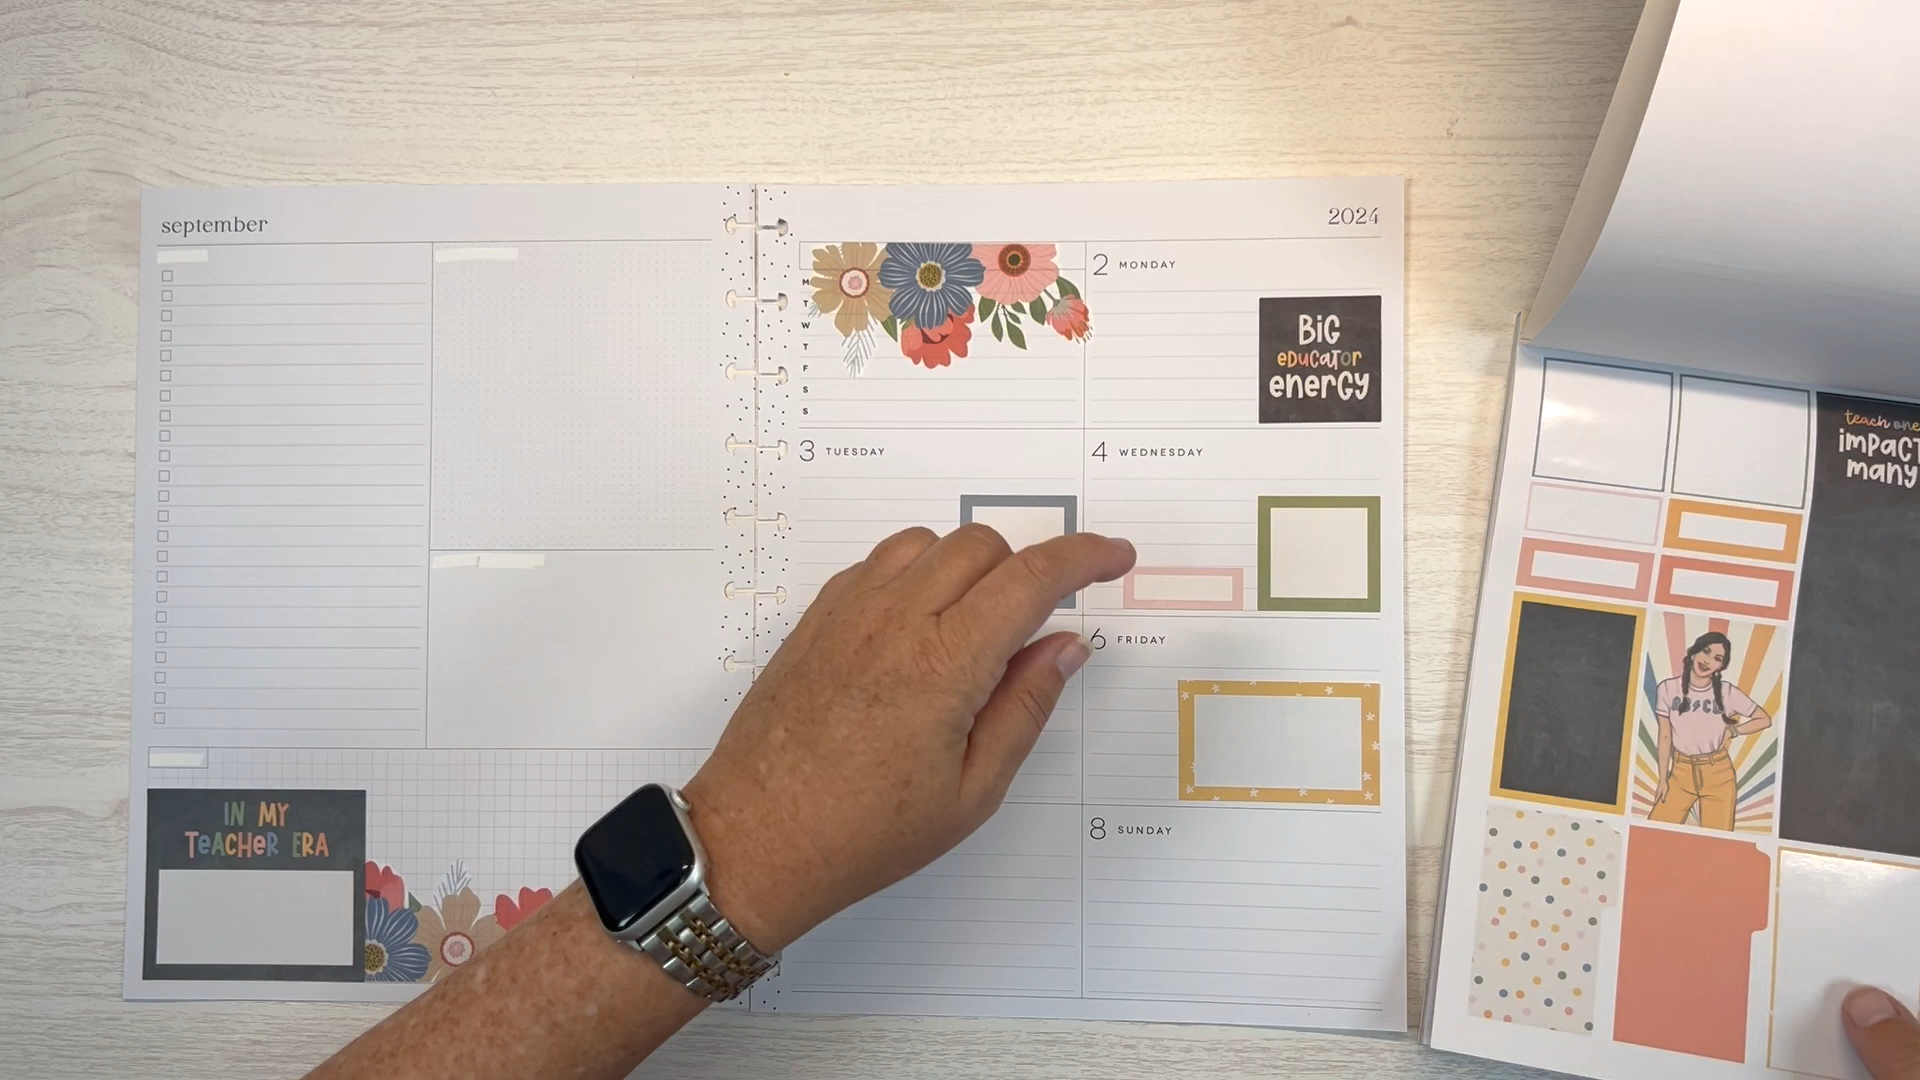 september
2024
M
T
W
T
F
S
S
2 MONDAY
BiG
educator
energy
3 TUESDAY
4 WEDNESDAY
6 FRIDAY
8 SUNDAY
IN MY
TeACHeR ERA
teach one
impact
many